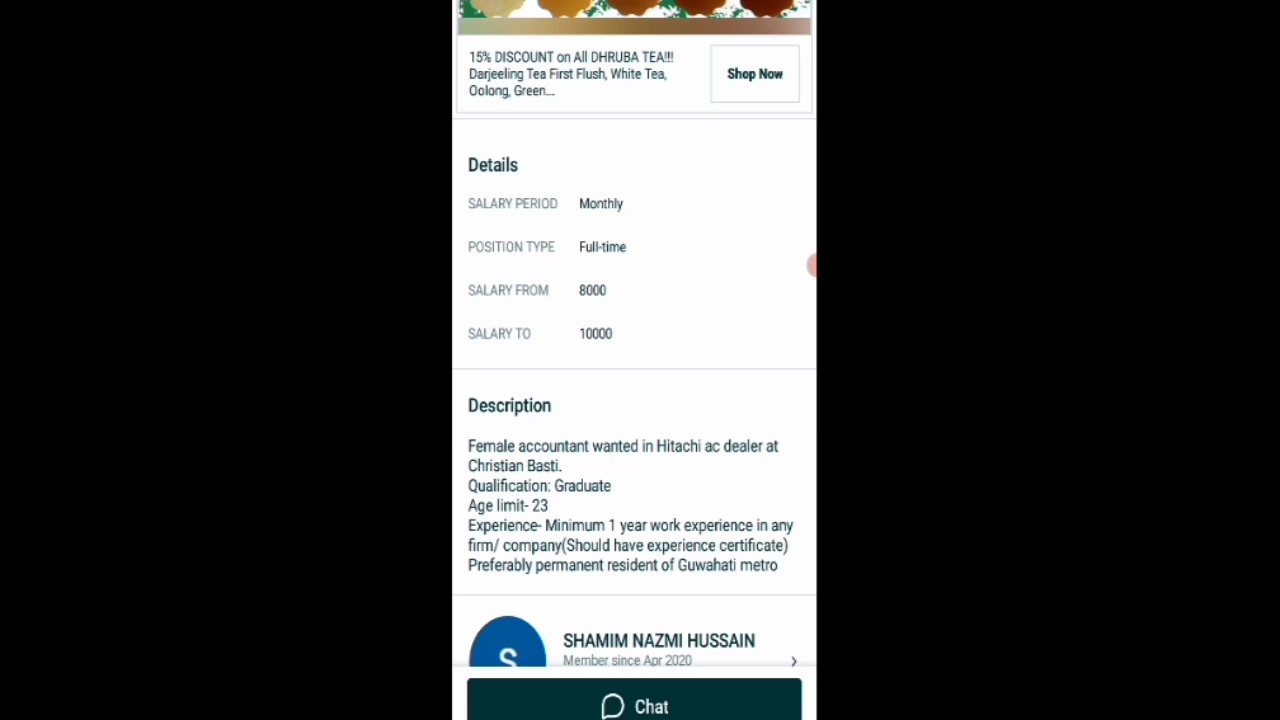 15% DISCOUNT on All DHRUBA TEA!!!
Darjeeling Tea First Flush, White Tea,
Oolong, Green...
Shop Now
Details
SALARY PERIOD Monthly
POSITION TYPE Full-time
SALARY FROM 8000
SALARY TO 10000
Description
Female accountant wanted in Hitachi ac dealer at
Christian Basti.
Qualification: Graduate
Age limit- 23
Experience- Minimum 1 year work experience in any
firm/ company(Should have experience certificate)
Preferably permanent resident of Guwahati metro
S
SHAMIM NAZMI HUSSAIN
Member since Apr 2020
Chat